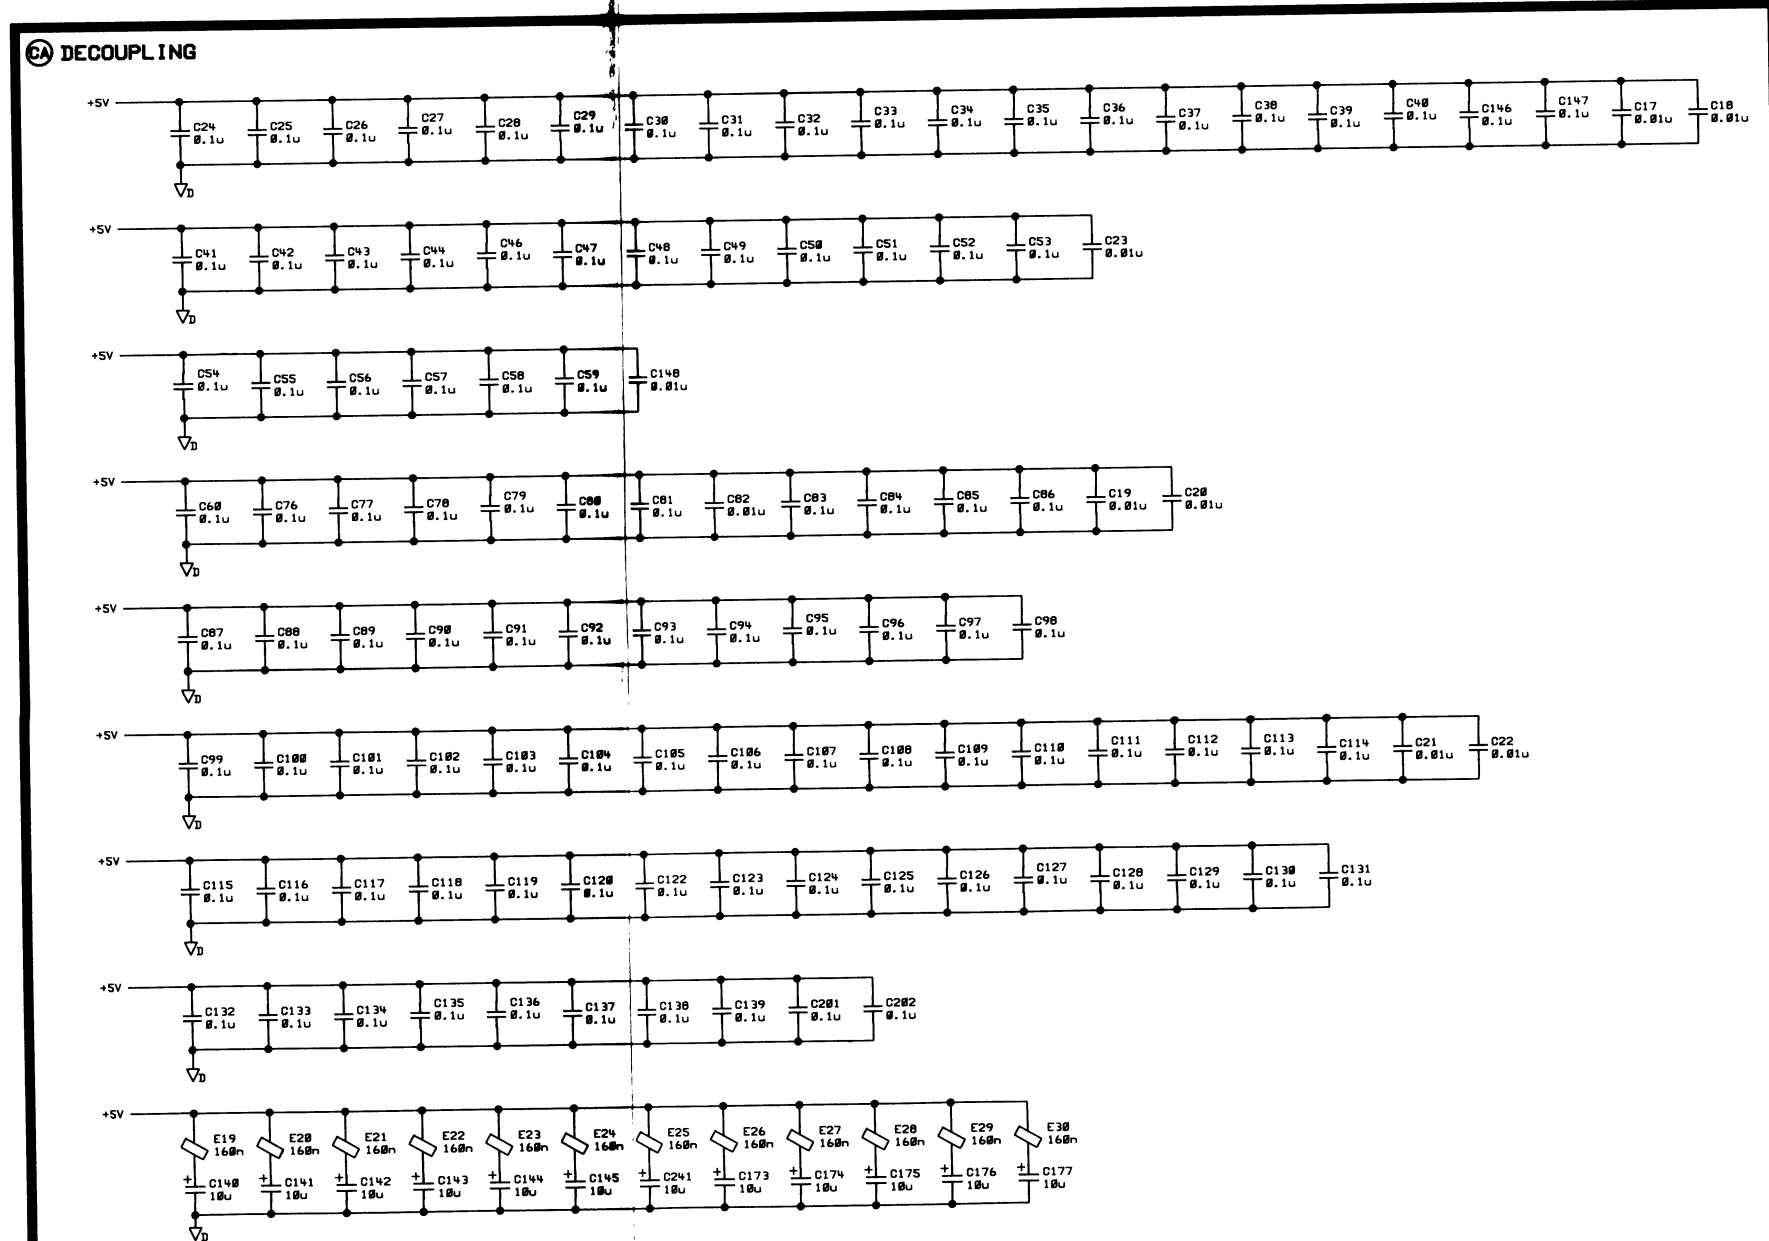 CA DECOUPLING
+5V
C24 C25 C26 C27 C28 C29 C30 C31 C32 C33 C34 C35 C36 C37 C38 C39 C40 C146 C147 C17 C18
0.1u 0.1u 0.1u 0.1u 0.1u 0.1u 0.1u 0.1u 0.1u 0.1u 0.1u 0.1u 0.1u 0.1u 0.1u 0.1u 0.1u 0.1u 0.1u 0.01u 0.01u
D
+5V
C41 C42 C43 C44 C46 C47 C48 C49 C50 C51 C52 C53 C23
0.1u 0.1u 0.1u 0.1u 0.1u 0.1u 0.1u 0.1u 0.1u 0.1u 0.1u 0.1u 0.01u
D
+5V
C54 C55 C56 C57 C58 C59 C148
0.1u 0.1u 0.1u 0.1u 0.1u 0.1u 0.01u
D
+5V
C60 C76 C77 C78 C79 C80 C81 C82 C83 C84 C85 C86 C19 C20
0.1u 0.1u 0.1u 0.1u 0.1u 0.1u 0.1u 0.01u 0.1u 0.1u 0.1u 0.1u 0.01u 0.01u
D
+5V
C87 C88 C89 C90 C91 C92 C93 C94 C95 C96 C97 C98
0.1u 0.1u 0.1u 0.1u 0.1u 0.1u 0.1u 0.1u 0.1u 0.1u 0.1u 0.1u
D
+5V
C99 C100 C101 C102 C103 C104 C105 C106 C107 C108 C109 C110 C111 C112 C113 C114 C21 C22
0.1u 0.1u 0.1u 0.1u 0.1u 0.1u 0.1u 0.1u 0.1u 0.1u 0.1u 0.1u 0.1u 0.1u 0.1u 0.1u 0.01u 0.01u
D
+5V
C115 C116 C117 C118 C119 C120 C122 C123 C124 C125 C126 C127 C128 C129 C130 C131
0.1u 0.1u 0.1u 0.1u 0.1u 0.1u 0.1u 0.1u 0.1u 0.1u 0.1u 0.1u 0.1u 0.1u 0.1u 0.1u
D
+5V
C132 C133 C134 C135 C136 C137 C138 C139 C201 C202
0.1u 0.1u 0.1u 0.1u 0.1u 0.1u 0.1u 0.1u 0.1u 0.1u
D
+5V
E19 E20 E21 E22 E23 E24 E25 E26 E27 E28 E29 E30
160n 160n 160n 160n 160n 160n 160n 160n 160n 160n 160n 160n
+ + + + + + + + + + + +
C140 C141 C142 C143 C144 C145 C241 C173 C174 C175 C176 C177
10u 10u 10u 10u 10u 10u 10u 10u 10u 10u 10u 10u
D